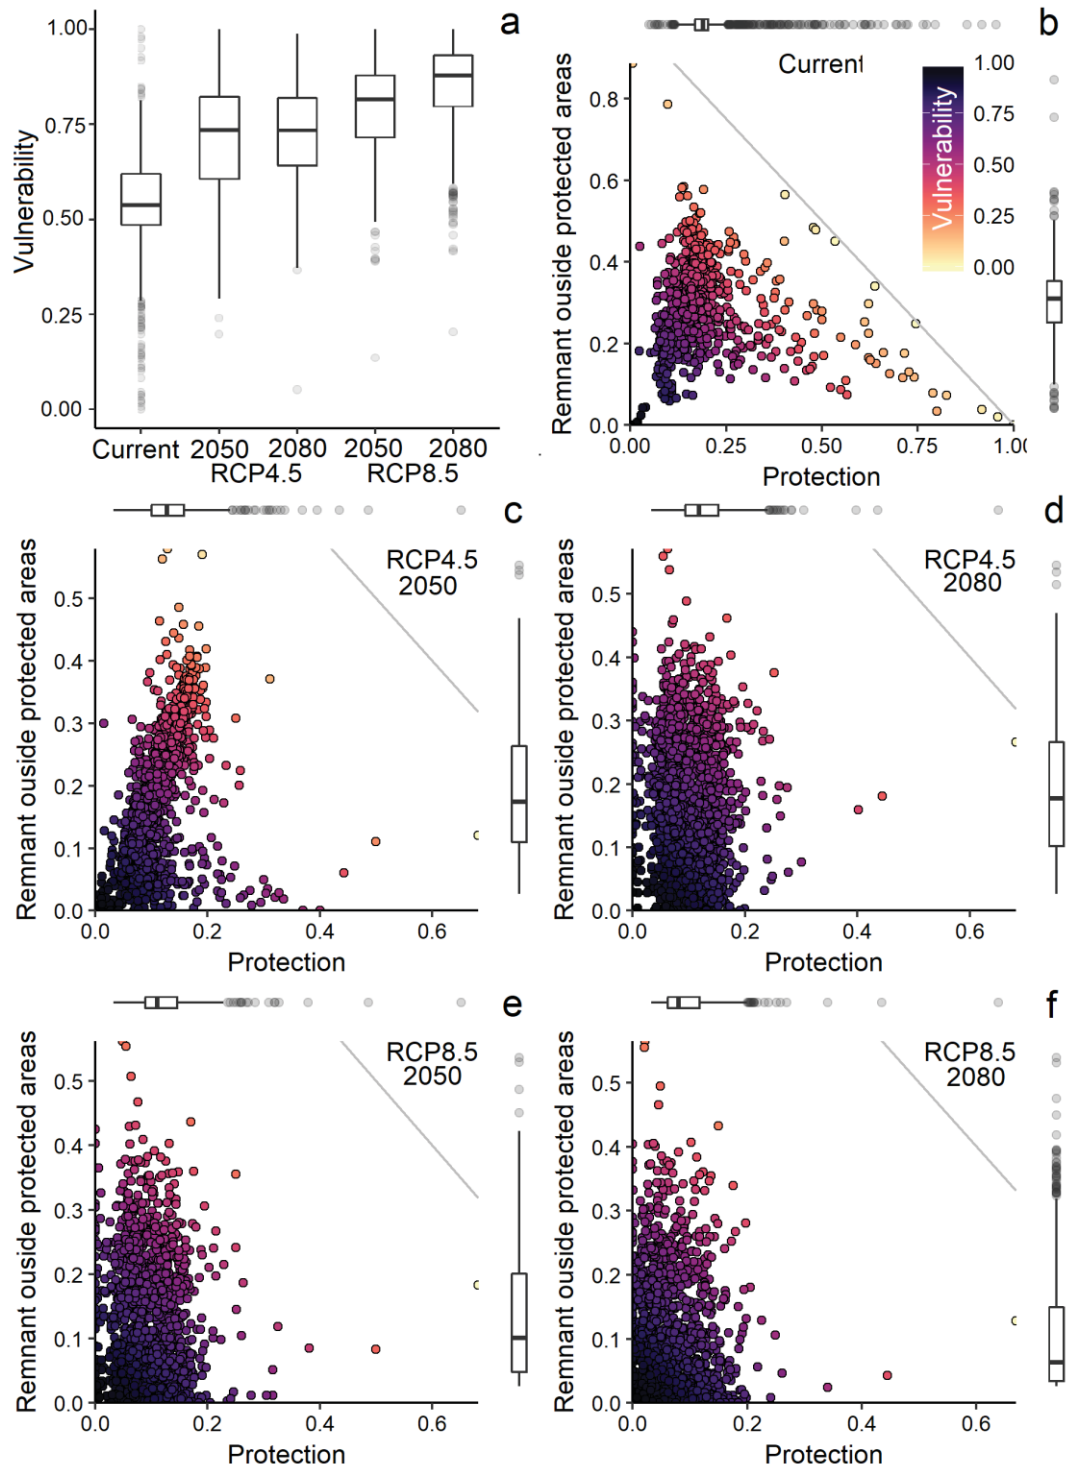 a
1.00
0.75
0.50
0.25
0.00
Vulnerability
Current 2050 2080 2050 2080
RCP4.5 RCP8.5
b
Current
Remnant ouside protected areas
0.8
0.6
0.4
0.2
0.0
0.00 0.25 0.50 0.75 1.00
Protection
Vulnerability
1.00
0.75
0.50
0.25
0.00
c
RCP4.5
2050
Remnant ouside protected areas
0.5
0.4
0.3
0.2
0.1
0.0
0.0 0.2 0.4 0.6
Protection
d
RCP4.5
2080
Remnant ouside protected areas
0.5
0.4
0.3
0.2
0.1
0.0
0.0 0.2 0.4 0.6
Protection
e
RCP8.5
2050
Remnant ouside protected areas
0.5
0.4
0.3
0.2
0.1
0.0
0.0 0.2 0.4 0.6
Protection
f
RCP8.5
2080
Remnant ouside protected areas
0.5
0.4
0.3
0.2
0.1
0.0
0.0 0.2 0.4 0.6
Protection